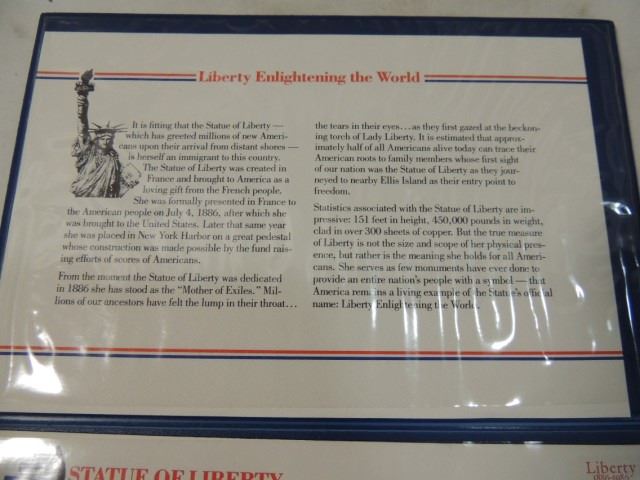 Liberty Enlightening the World
It is fitting that the Statue of Liberty —
which has greeted millions of new Ameri-
cans upon their arrival from distant shores —
is herself an immigrant to this country.
The Statue of Liberty was created in
France and brought to America as a
loving gift from the French people.
She was formally presented in France to
the American people on July 4, 1886, after which she
was brought to the United States. Later that same year
she was placed in New York Harbor on a great pedestal
whose construction was made possible by the fund rais-
ing efforts of scores of Americans.
From the moment the Statue of Liberty was dedicated
in 1886 she has stood as the “Mother of Exiles.” Mil-
lions of our ancestors have felt the lump in their throat…
the tears in their eyes…as they first gazed at the beckon-
ing torch of Lady Liberty. It is estimated that approx-
imately half of all Americans alive today can trace their
American roots to family members whose first sight
of our nation was the Statue of Liberty as they jour-
neyed to nearby Ellis Island as their entry point to
freedom.
Statistics associated with the Statue of Liberty are im-
pressive: 151 feet in height, 450,000 pounds in weight,
clad in over 300 sheets of copper. But the true measure
of Liberty is not the size and scope of her physical pres-
ence, but rather is the meaning she holds for all Ameri-
cans. She serves as few monuments have ever done to
provide an entire nation's people with a symbol — that
America remains a living example of the Statue's official
name: Liberty Enlightening the World.
STATUE OF LIBERTY
Liberty
1886-1986